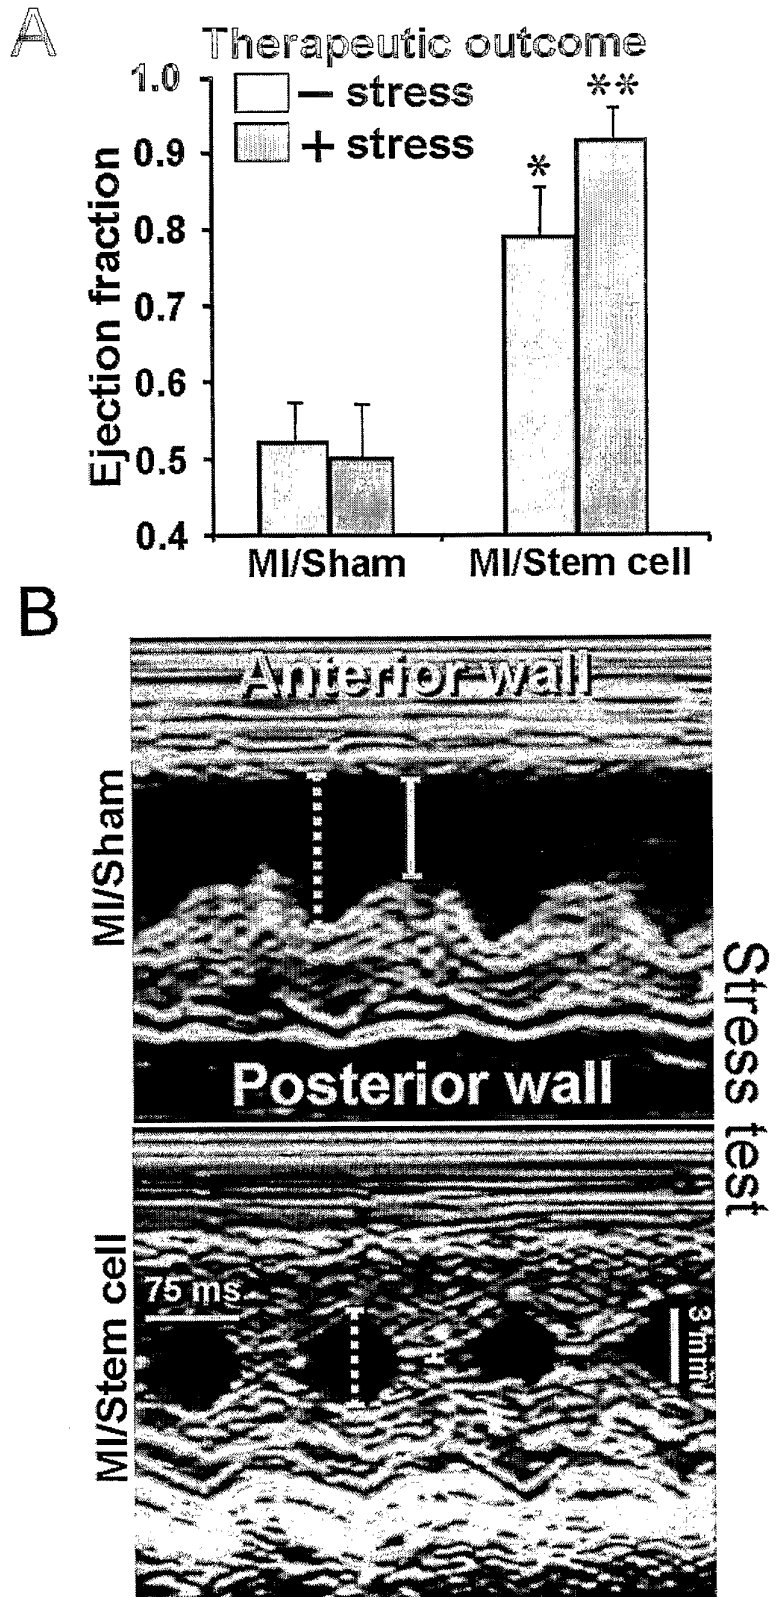 A
Therapeutic outcome
1.0
0.9
0.8
0.7
0.6
0.5
0.4
Ejection fraction
− stress
+ stress
*
**
MI/Sham
MI/Stem cell
B
Anterior wall
MI/Sham
Posterior wall
Stress test
MI/Stem cell
75 ms
3 mm